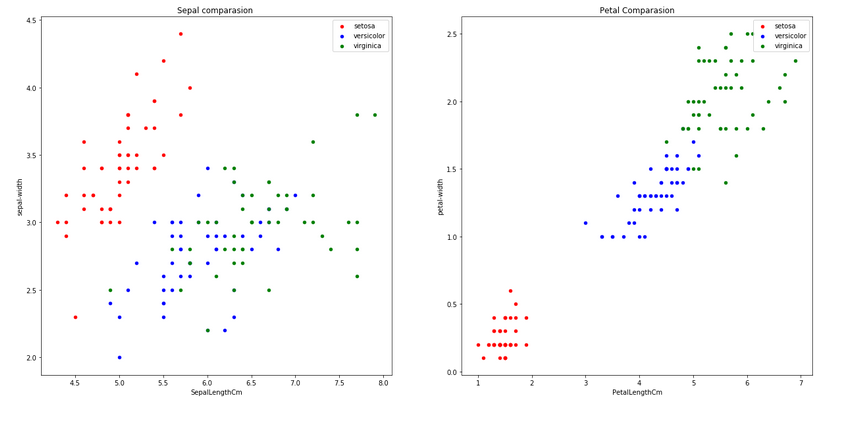 Sepal comparasion
setosa
versicolor
virginica
sepal-width
4.5
4.0
3.5
3.0
2.5
2.0
4.5 5.0 5.5 6.0 6.5 7.0 7.5 8.0
SepalLengthCm
Petal Comparasion
setosa
versicolor
virginica
petal-width
2.5
2.0
1.5
1.0
0.5
0.0
1 2 3 4 5 6 7
PetalLengthCm